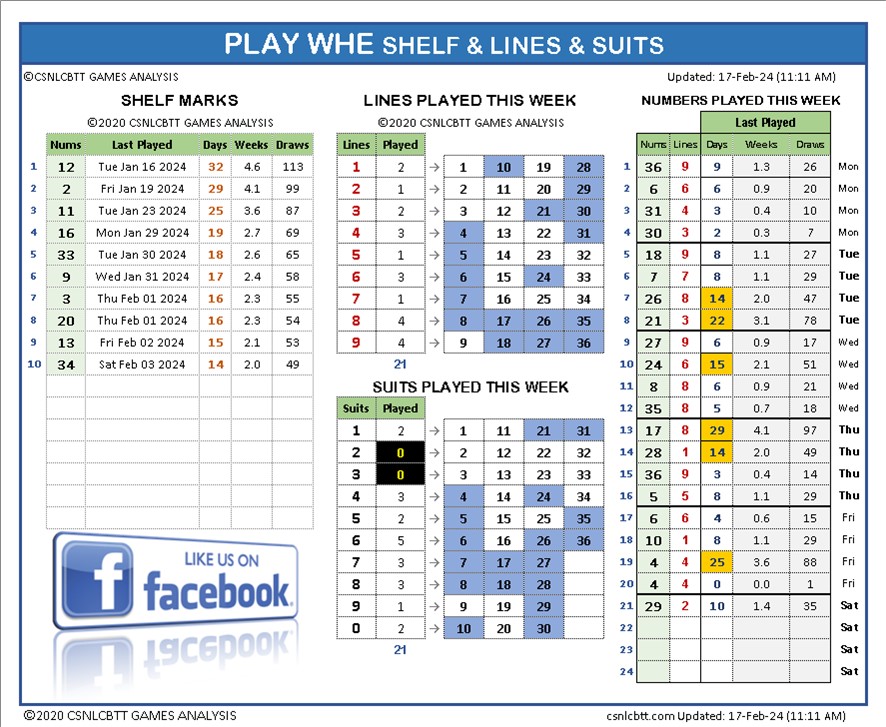 PLAY WHE SHELF & LINES & SUITS
©CSNLCBTT GAMES ANALYSIS
Updated: 17-Feb-24 (11:11 AM)
SHELF MARKS
©2020 CSNLCBTT GAMES ANALYSIS
Nums Last Played Days Weeks Draws
1 12 Tue Jan 16 2024 32 4.6 113
2 2 Fri Jan 19 2024 29 4.1 99
3 11 Tue Jan 23 2024 25 3.6 87
4 16 Mon Jan 29 2024 19 2.7 69
5 33 Tue Jan 30 2024 18 2.6 65
6 9 Wed Jan 31 2024 17 2.4 58
7 3 Thu Feb 01 2024 16 2.3 55
8 20 Thu Feb 01 2024 16 2.3 54
9 13 Fri Feb 02 2024 15 2.1 53
10 34 Sat Feb 03 2024 14 2.0 49
LIKE US ON
f facebook.
LINES PLAYED THIS WEEK
©2020 CSNLCBTT GAMES ANALYSIS
Lines Played
1 2 → 1 10 19 28
2 1 → 2 11 20 29
3 2 → 3 12 21 30
4 3 → 4 13 22 31
5 1 → 5 14 23 32
6 3 → 6 15 24 33
7 1 → 7 16 25 34
8 4 → 8 17 26 35
9 4 → 9 18 27 36
21
SUITS PLAYED THIS WEEK
Suits Played
1 2 → 1 11 21 31
2 0 → 2 12 22 32
3 0 → 3 13 23 33
4 3 → 4 14 24 34
5 2 → 5 15 25 35
6 5 → 6 16 26 36
7 3 → 7 17 27
8 3 → 8 18 28
9 1 → 9 19 29
0 2 → 10 20 30
21
NUMBERS PLAYED THIS WEEK
Last Played
Nums Lines Days Weeks Draws
1 36 9 9 1.3 26 Mon
2 6 6 6 0.9 20 Mon
3 31 4 3 0.4 10 Mon
4 30 3 2 0.3 7 Mon
5 18 9 8 1.1 27 Tue
6 7 7 8 1.1 29 Tue
7 26 8 14 2.0 47 Tue
8 21 3 22 3.1 78 Tue
9 27 9 6 0.9 17 Wed
10 24 6 15 2.1 51 Wed
11 8 8 6 0.9 21 Wed
12 35 8 5 0.7 18 Wed
13 17 8 29 4.1 97 Thu
14 28 1 14 2.0 49 Thu
15 36 9 3 0.4 14 Thu
16 5 5 8 1.1 29 Thu
17 6 6 4 0.6 15 Fri
18 10 1 8 1.1 29 Fri
19 4 4 25 3.6 88 Fri
20 4 4 0 0.0 1 Fri
21 29 2 10 1.4 35 Sat
22 Sat
23 Sat
24 Sat
©2020 CSNLCBTT GAMES ANALYSIS
csnlcbtt.com Updated: 17-Feb-24 (11:11 AM)